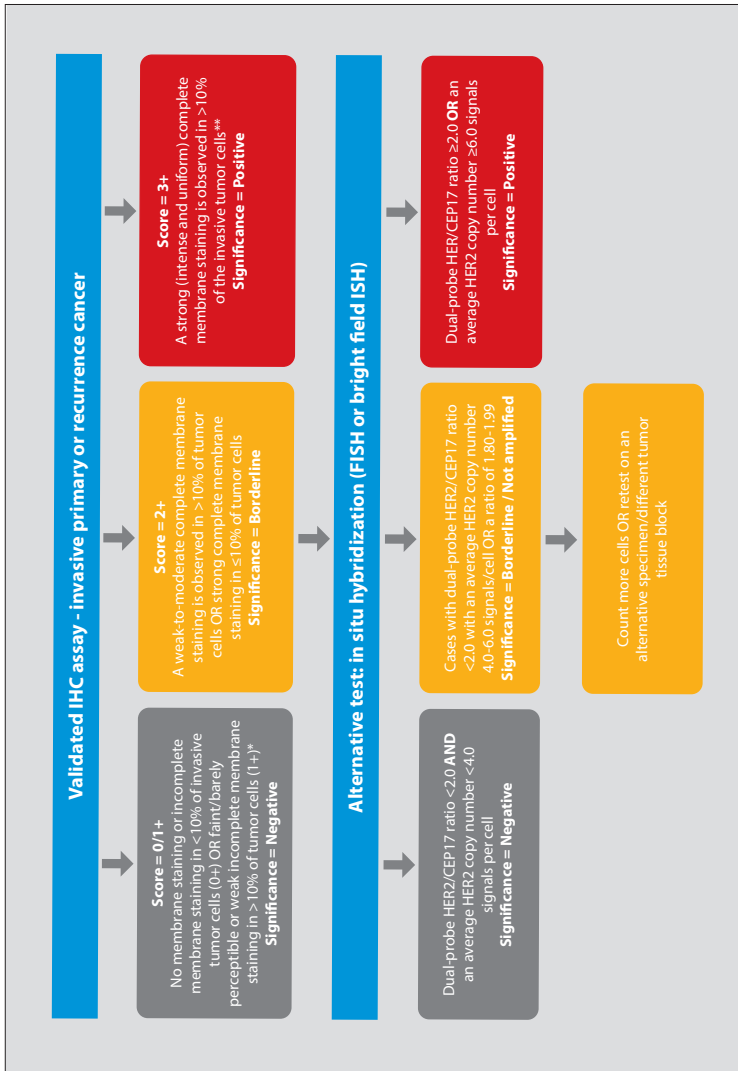 Validated IHC assay - invasive primary or recurrence cancer
Score = 0/1+
No membrane staining or incomplete
membrane staining in <10% of invasive
tumor cells (0+) OR faint/barely
perceptible or weak incomplete membrane
staining in >10% of tumor cells (1+)*
Significance = Negative
Score = 2+
A weak-to-moderate complete membrane
staining is observed in >10% of tumor
cells OR strong complete membrane
staining in ≤10% of tumor cells
Significance = Borderline
Score = 3+
A strong (intense and uniform) complete
membrane staining is observed in >10%
of the invasive tumor cells**
Significance = Positive
Alternative test: in situ hybridization (FISH or bright field ISH)
Dual-probe HER2/CEP17 ratio <2.0 AND
an average HER2 copy number <4.0
signals per cell
Significance = Negative
Cases with dual-probe HER2/CEP17 ratio
<2.0 with an average HER2 copy number
4.0-6.0 signals/cell OR a ratio of 1.80-1.99
Significance = Borderline / Not amplified
Dual-probe HER/CEP17 ratio ≥2.0 OR an
average HER2 copy number ≥6.0 signals
per cell
Significance = Positive
Count more cells OR retest on an
alternative specimen/different tumor
tissue block